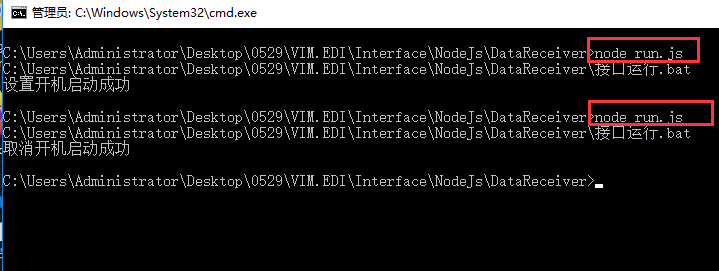 管理员: C:\Windows\System32\cmd.exe
C:\Users\Administrator\Desktop\0529\VIM.EDI\Interface\NodeJs\DataReceiver>node run.js
C:\Users\Administrator\Desktop\0529\VIM.EDI\Interface\NodeJs\DataReceiver\接口运行.bat
设置开机启动成功
C:\Users\Administrator\Desktop\0529\VIM.EDI\Interface\NodeJs\DataReceiver>node run.js
C:\Users\Administrator\Desktop\0529\VIM.EDI\Interface\NodeJs\DataReceiver\接口运行.bat
取消开机启动成功
C:\Users\Administrator\Desktop\0529\VIM.EDI\Interface\NodeJs\DataReceiver>